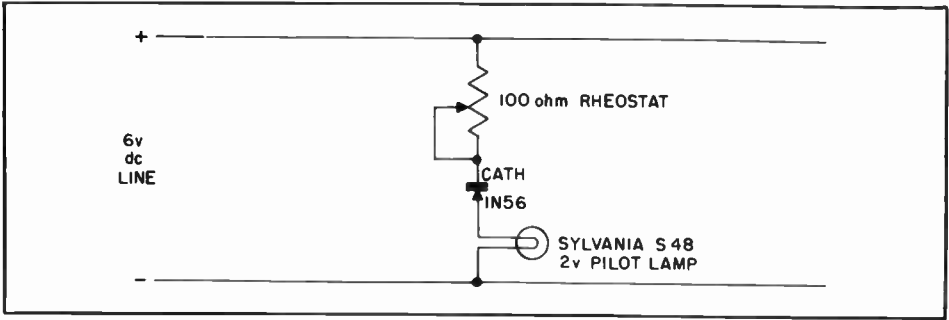 +
100 ohm RHEOSTAT
6v
dc
LINE
CATH
IN56
SYLVANIA S48
2v PILOT LAMP
-